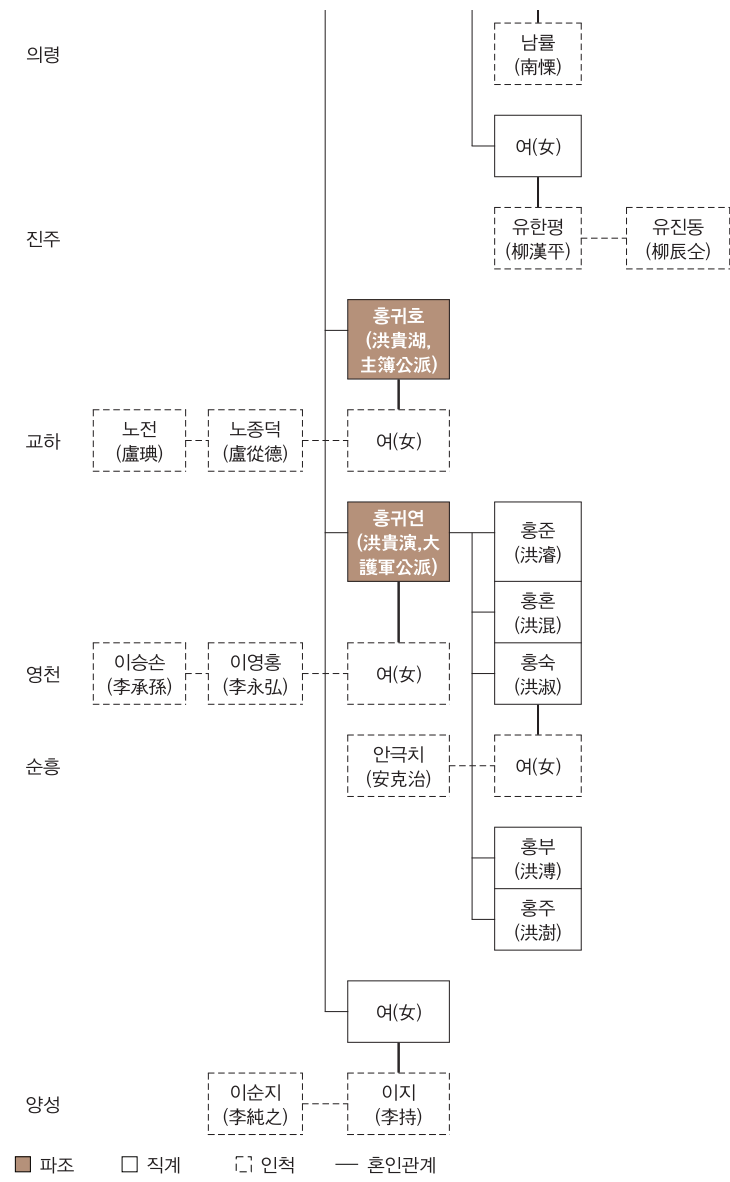 의령
남률
(南慄)
여(女)
진주
유한평
(柳漢平)
유진동
(柳辰仝)
홍귀호
(洪貴湖,
主簿公派)
교하
노전
(盧㙉)
노종덕
(盧從德)
여(女)
홍귀연
(洪貴演,大
護軍公派)
홍준
(洪濬)
홍혼
(洪混)
홍숙
(洪淑)
영천
이승손
(李承孫)
이영홍
(李永弘)
여(女)
순흥
안극치
(安克治)
여(女)
홍부
(洪溥)
홍주
(洪澍)
여(女)
양성
이순지
(李純之)
이지
(李持)
파조
직계
인척
혼인관계